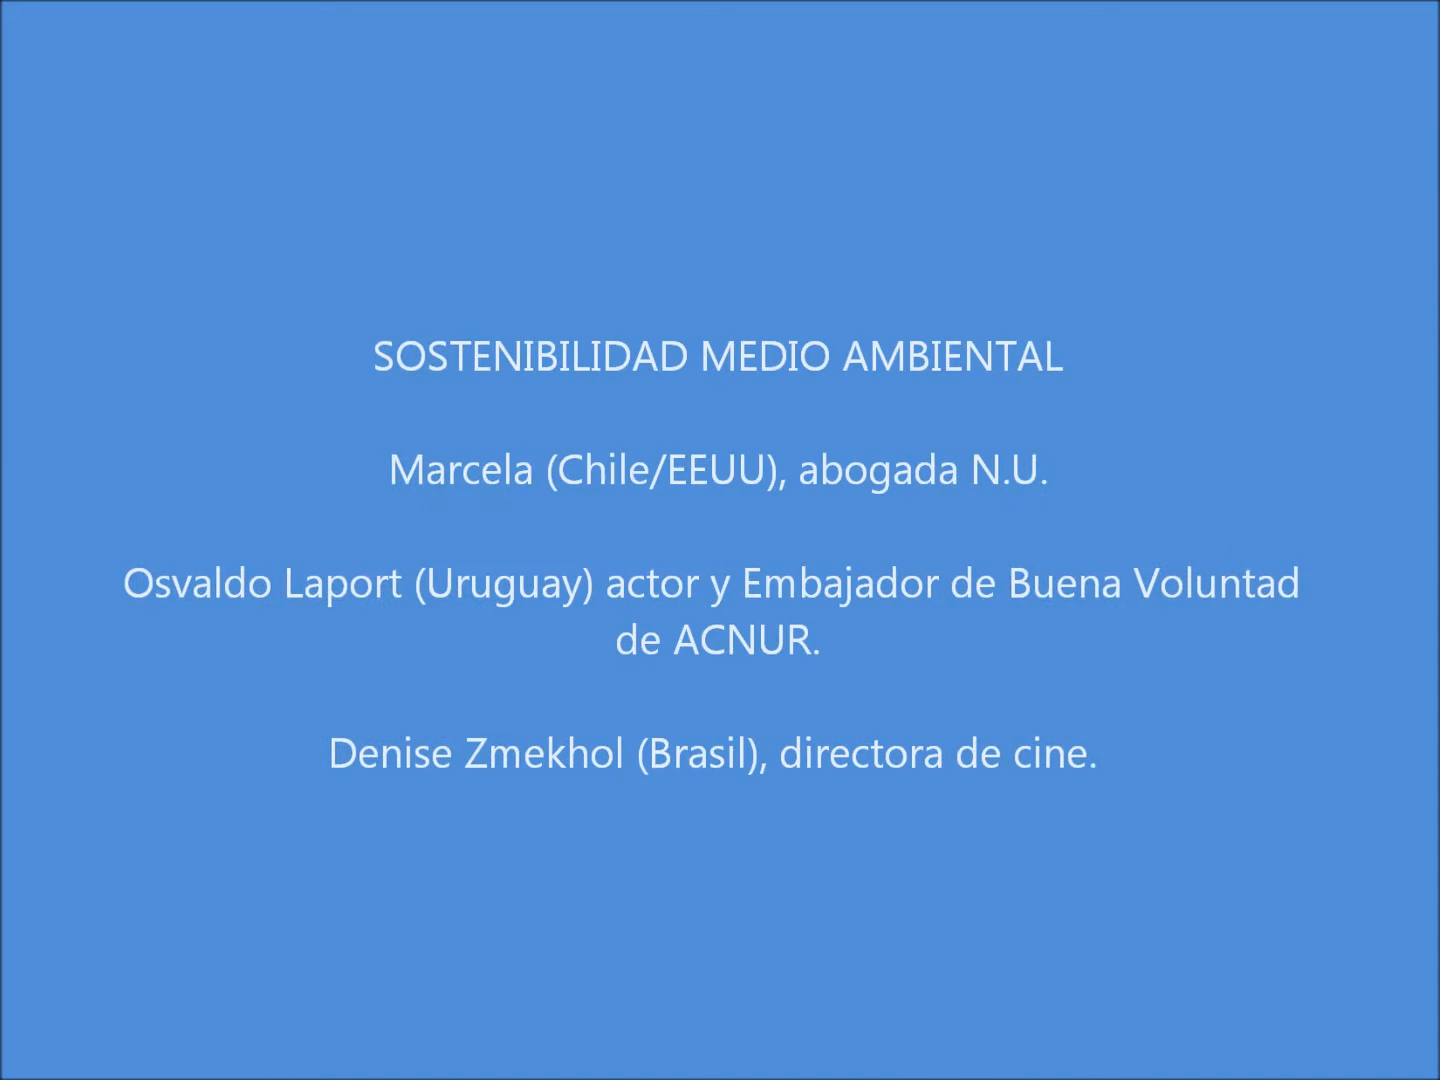 SOSTENIBILIDAD MEDIO AMBIENTAL
Marcela (Chile/EEUU), abogada N.U.
Osvaldo Laport (Uruguay) actor y Embajador de Buena Voluntad
de ACNUR.
Denise Zmekhol (Brasil), directora de cine.